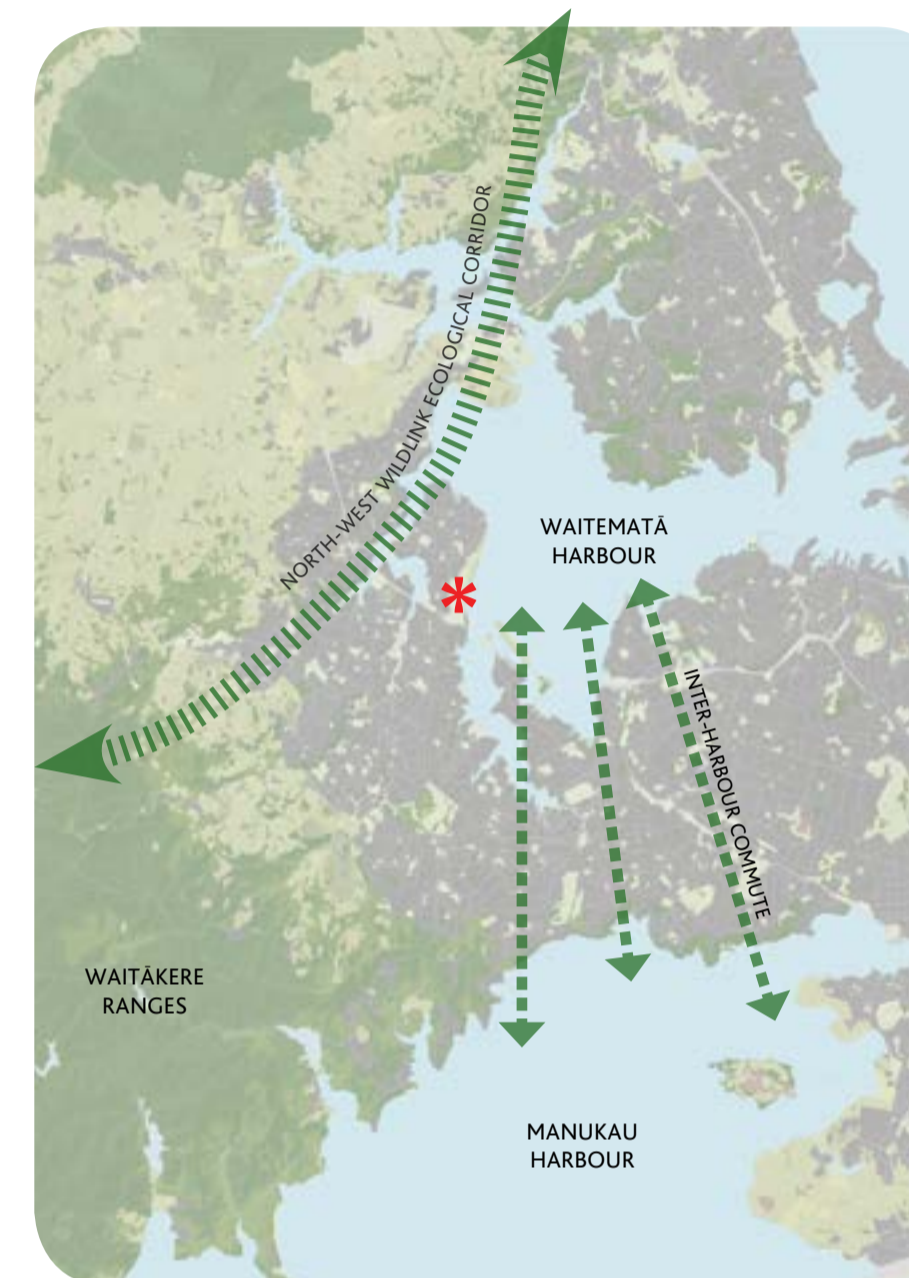 NORTH-WEST WILDLINK ECOLOGICAL CORRIDOR
WAITEMATĀ
HARBOUR
*
INTER-HARBOUR COMMUTE
WAITĀKERE
RANGES
MANUKAU
HARBOUR